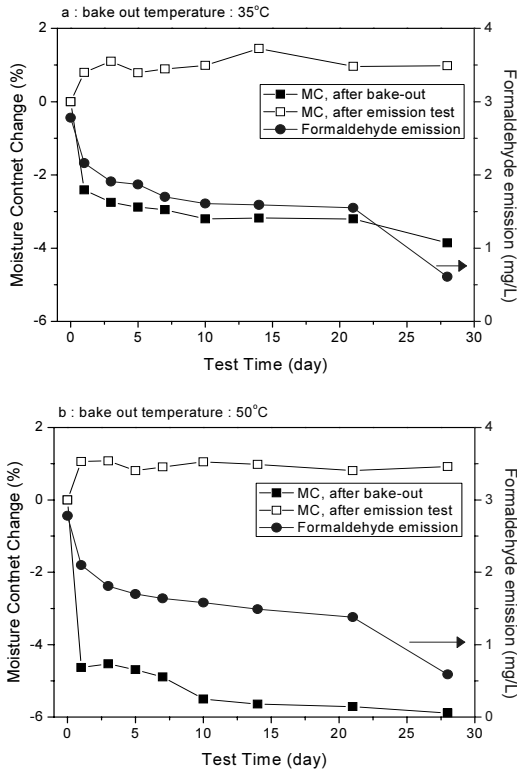 a : bake out temperature : 35°C
Moisture Contnet Change (%)
2
0
-2
-4
-6
MC, after bake-out
MC, after emission test
Formaldehyde emission
4
3
2
1
0
Formaldehyde emission (mg/L)
0 5 10 15 20 25 30
Test Time (day)
b : bake out temperature : 50°C
Moisture Contnet Change (%)
2
0
-2
-4
-6
MC, after bake-out
MC, after emission test
Formaldehyde emission
4
3
2
1
0
Formaldehyde emission (mg/L)
0 5 10 15 20 25 30
Test Time (day)